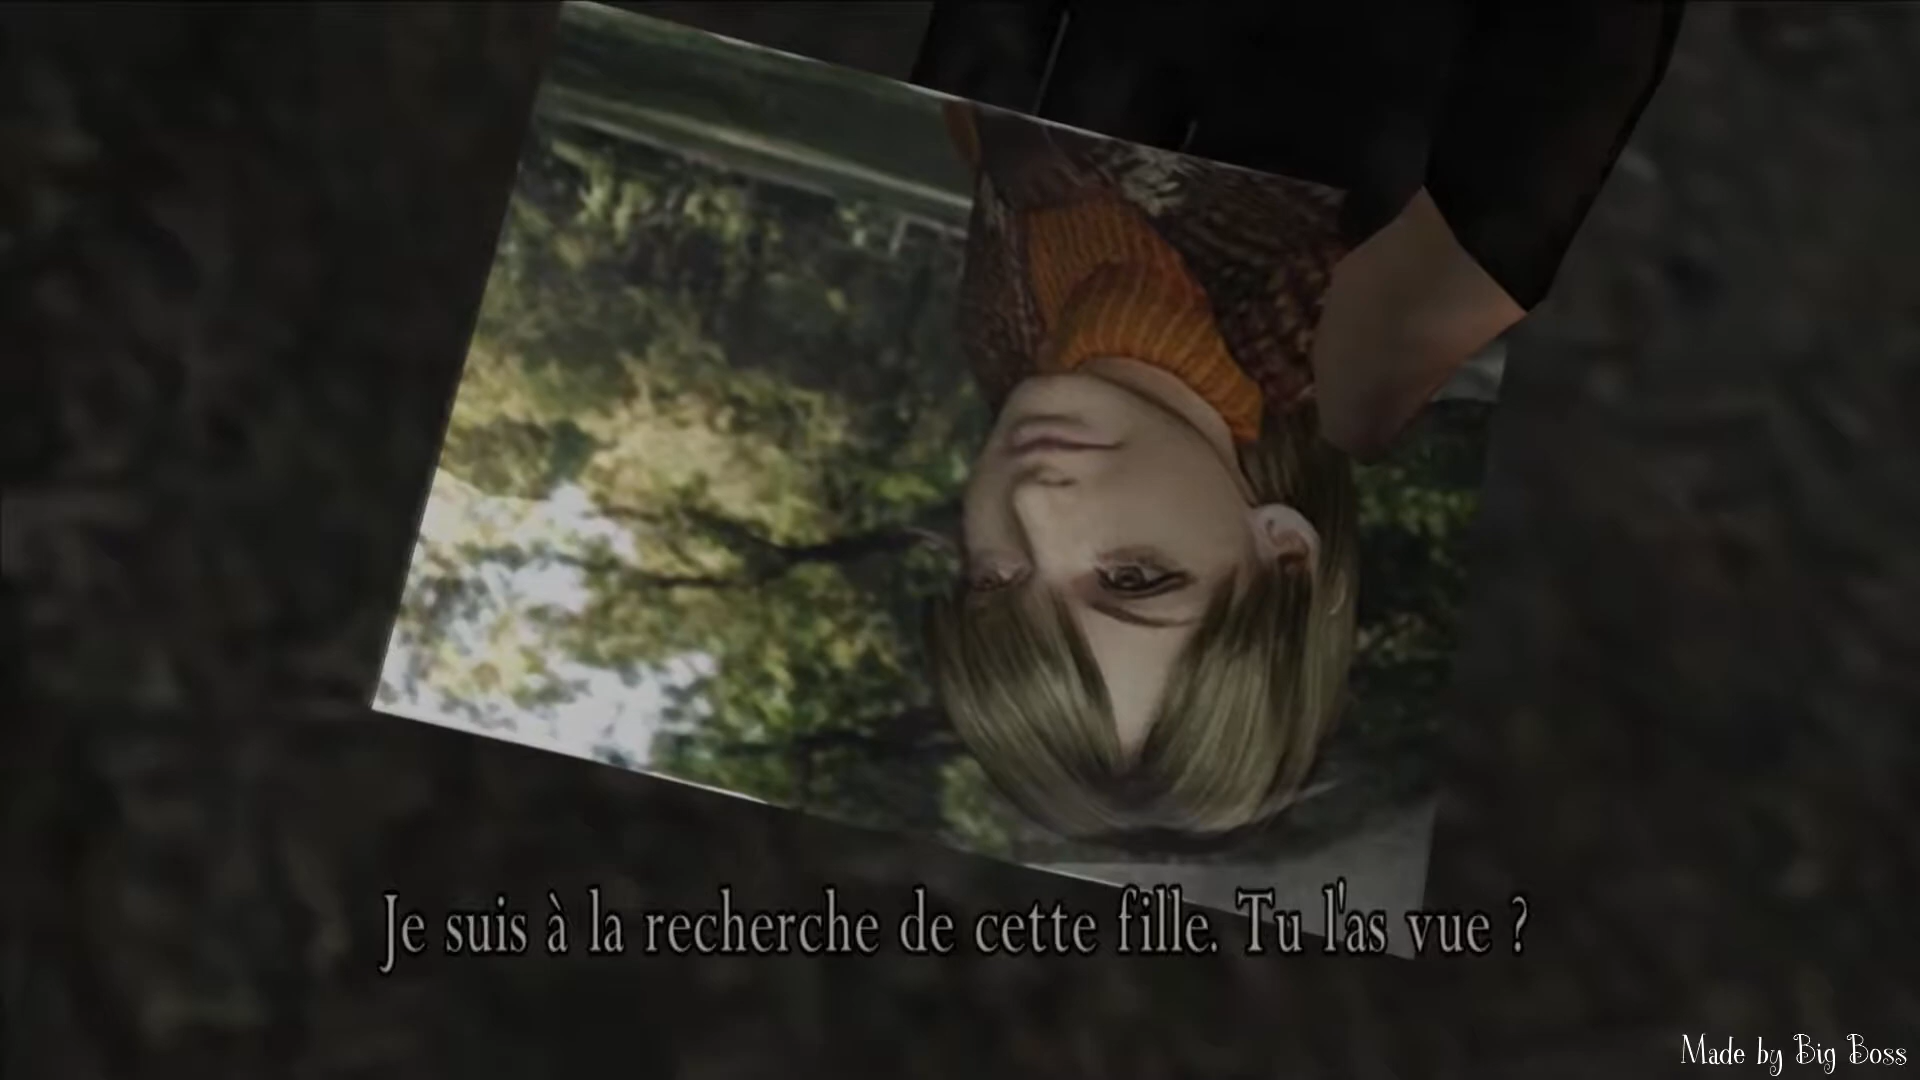 Je suis à la recherche de cette fille. Tu l'as vue ?
Made by Big Boss